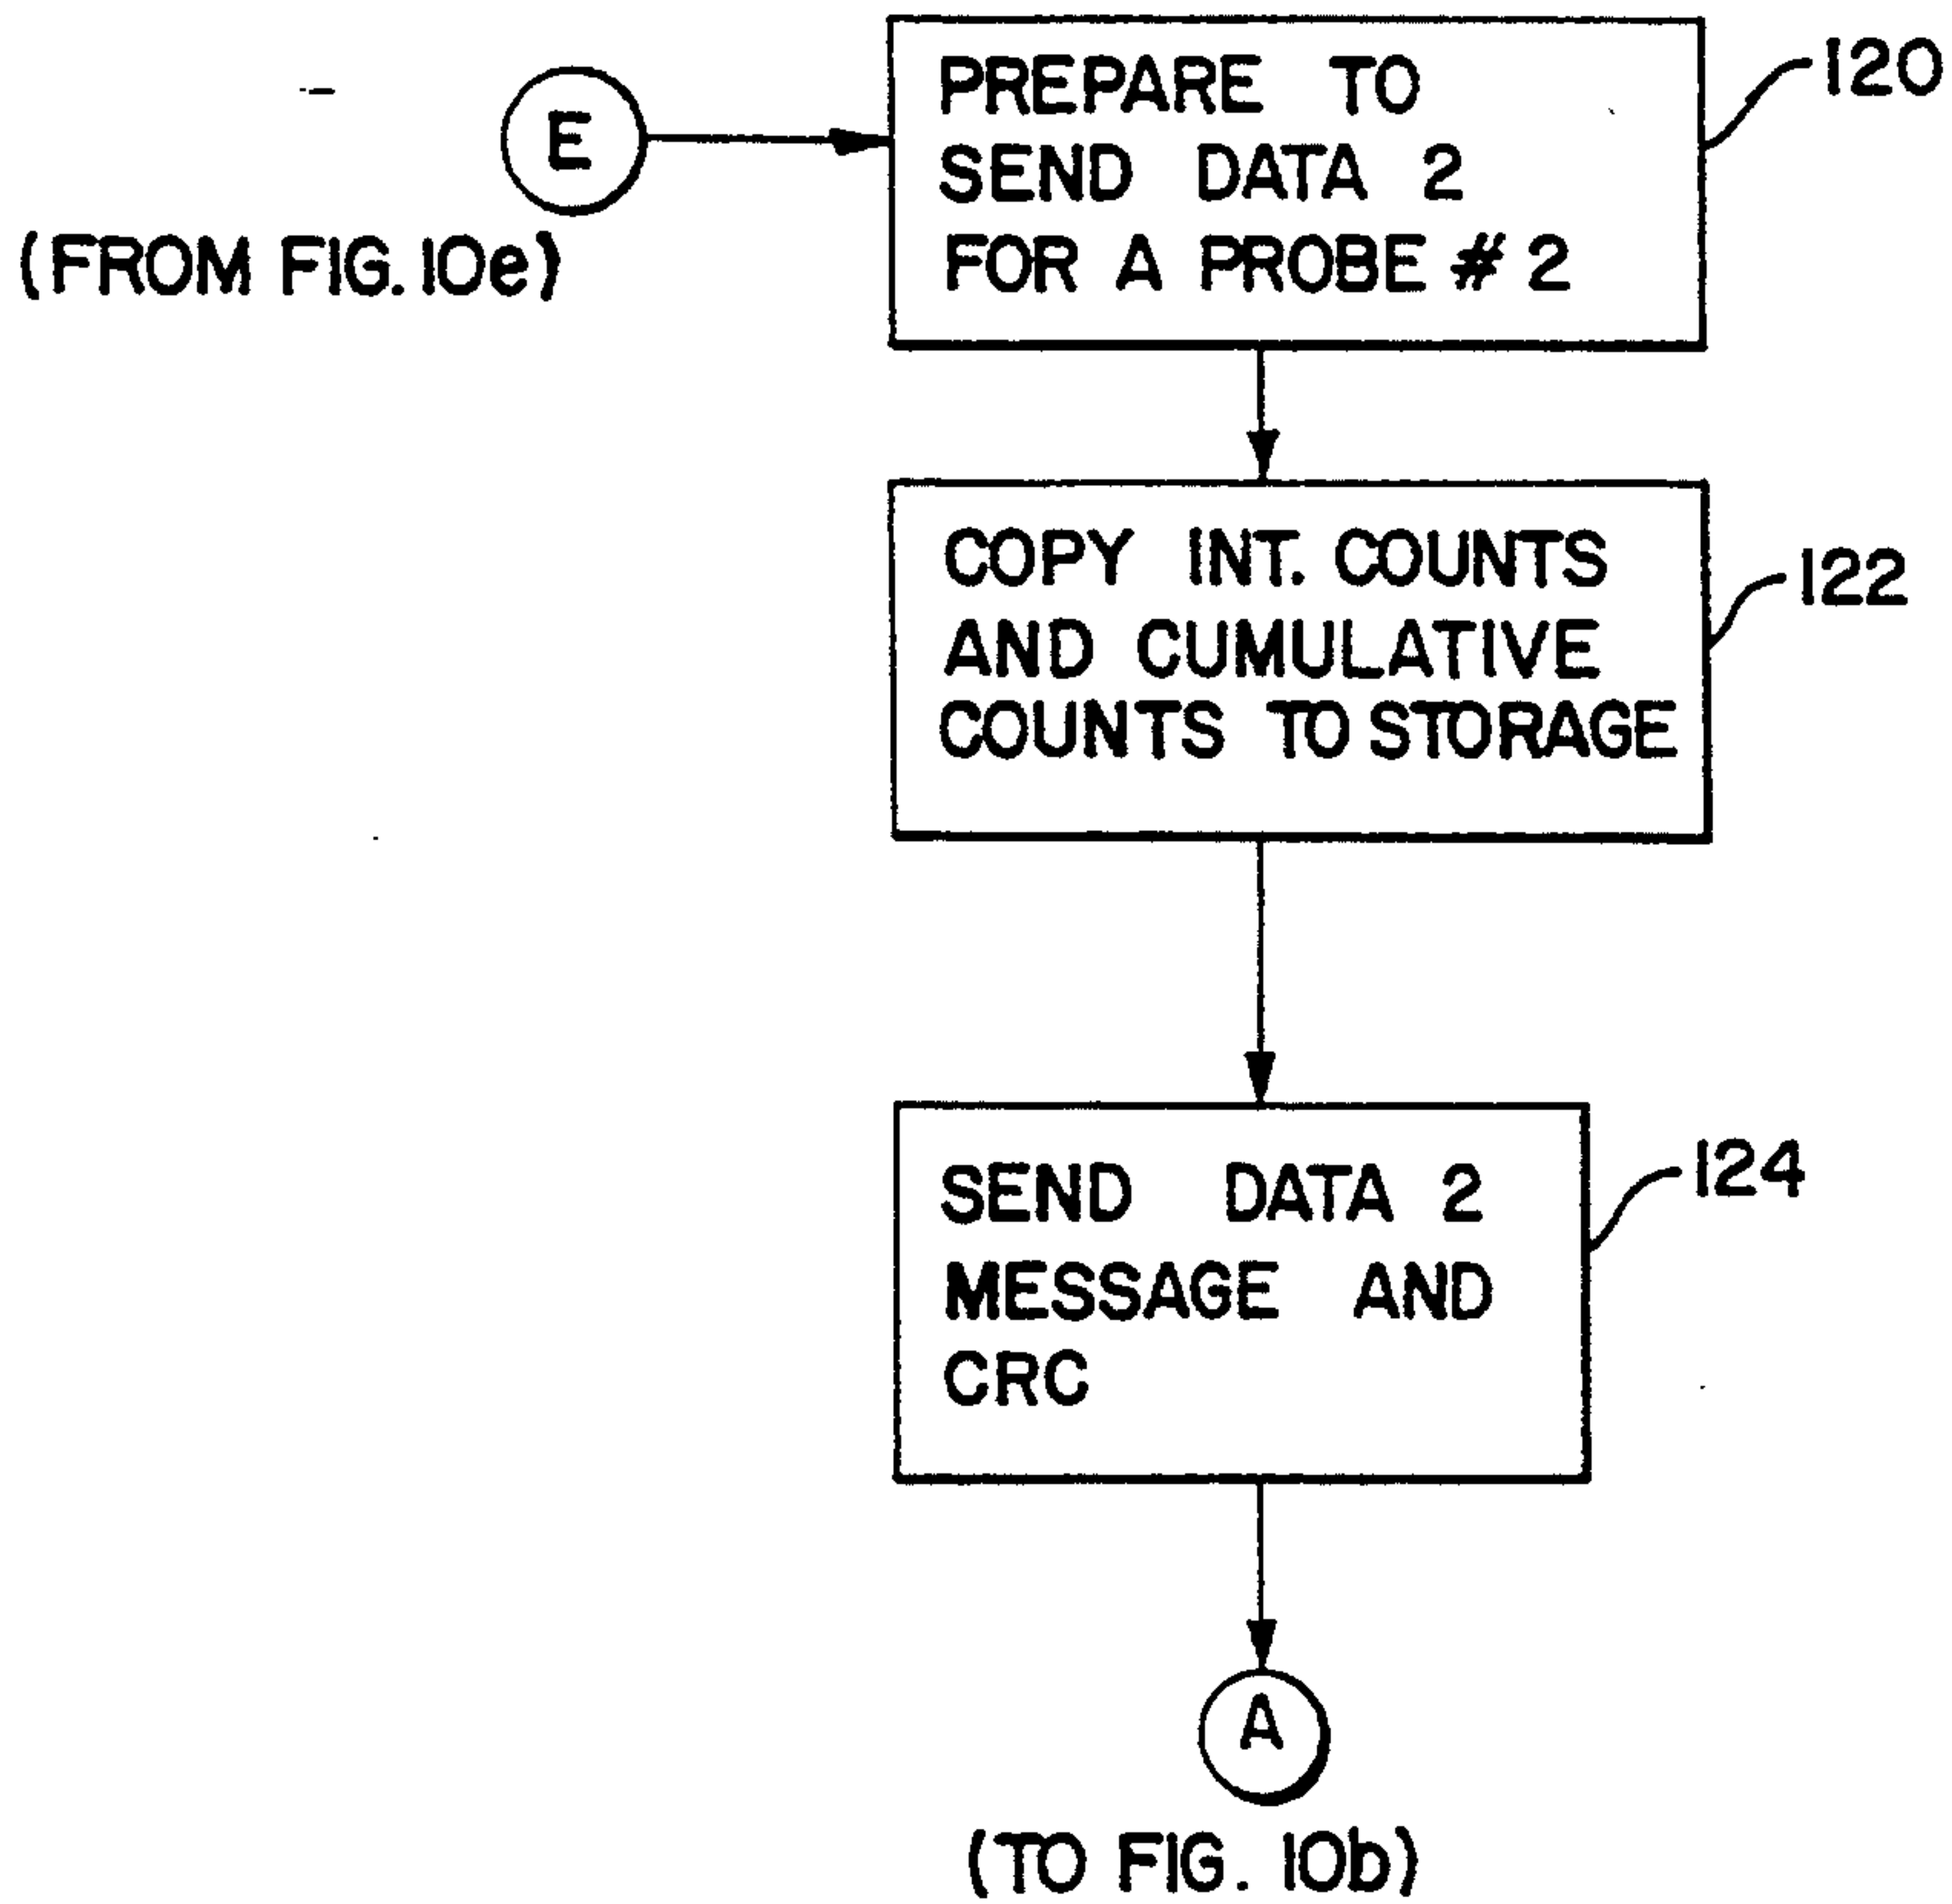 E
(FROM FIG. 10e)
PREPARE TO
SEND DATA 2
FOR A PROBE # 2
120
COPY INT. COUNTS
AND CUMULATIVE
COUNTS TO STORAGE
122
SEND DATA 2
MESSAGE AND
CRC
124
A
(TO FIG. 10b)